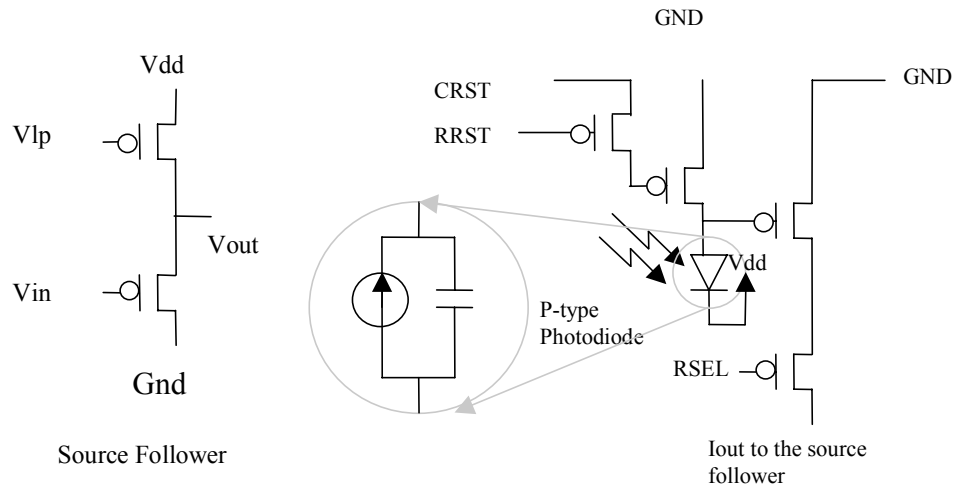 GND
Vdd
GND
CRST
Vlp
RRST
Vout
Vdd
Vin
P-type
Photodiode
RSEL
Gnd
Iout to the source
follower
Source Follower